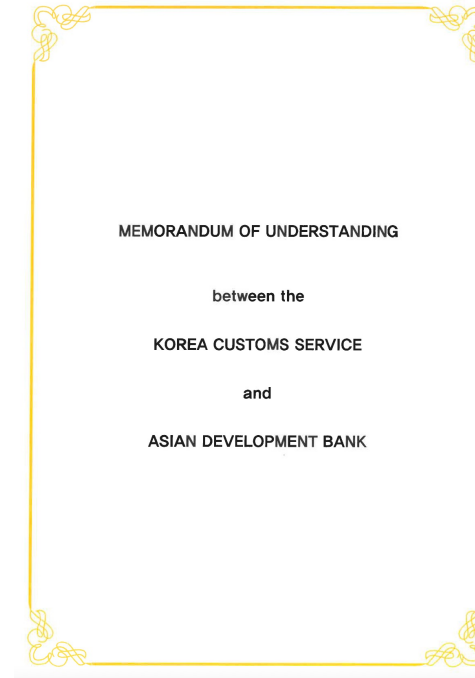 MEMORANDUM OF UNDERSTANDING
between the
KOREA CUSTOMS SERVICE
and
ASIAN DEVELOPMENT BANK